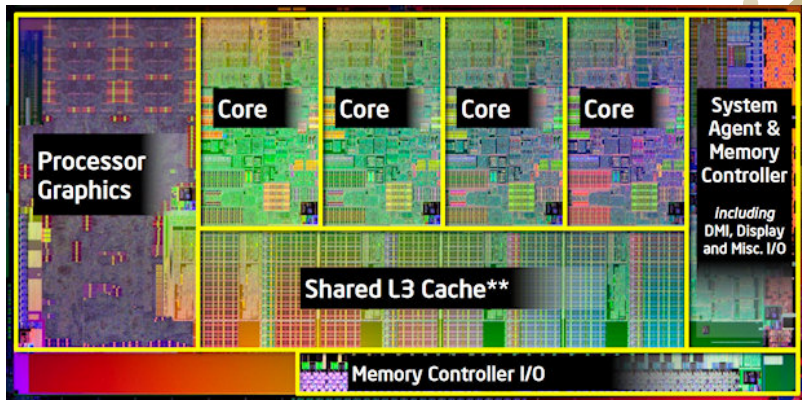 Processor
Graphics
Core
Core
Core
Core
System
Agent &
Memory
Controller
including
DMI, Display
and Misc. I/O
Shared L3 Cache**
Memory Controller I/O